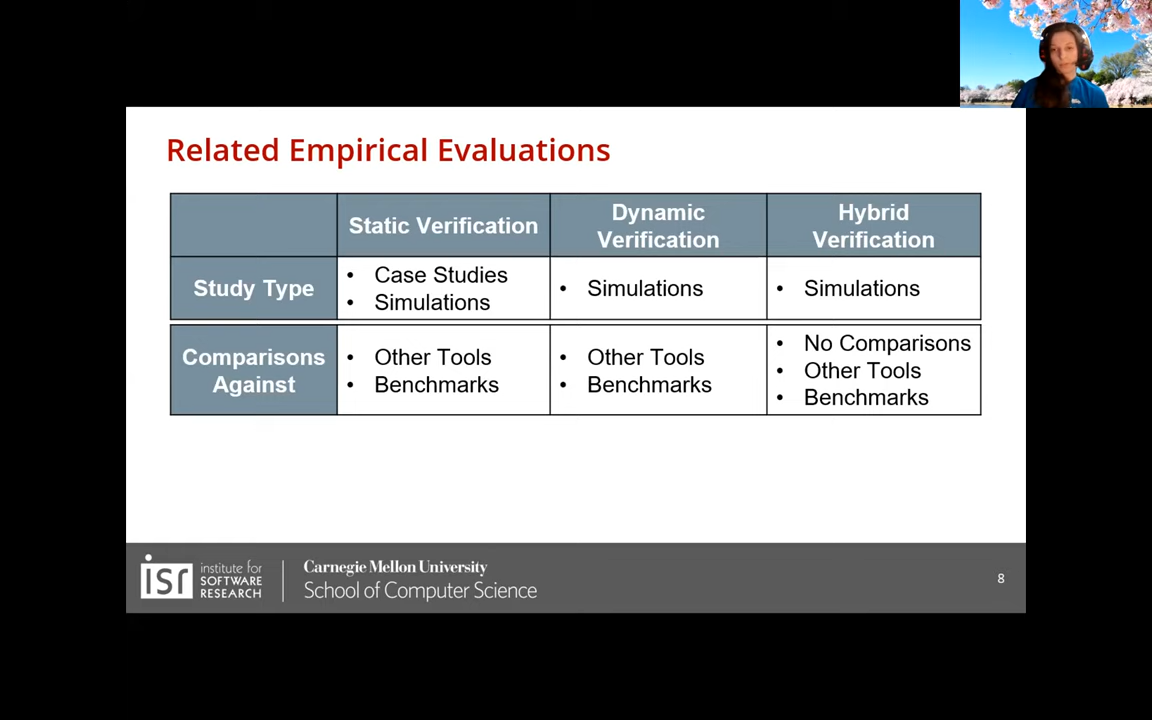 Related Empirical Evaluations
Static Verification
Dynamic
Verification
Hybrid
Verification
Study Type
• Case Studies
• Simulations
• Simulations
• Simulations
Comparisons
Against
• Other Tools
• Benchmarks
• Other Tools
• Benchmarks
• No Comparisons
• Other Tools
• Benchmarks
isr
institute for
SOFTWARE
RESEARCH
Carnegie Mellon University
School of Computer Science
8